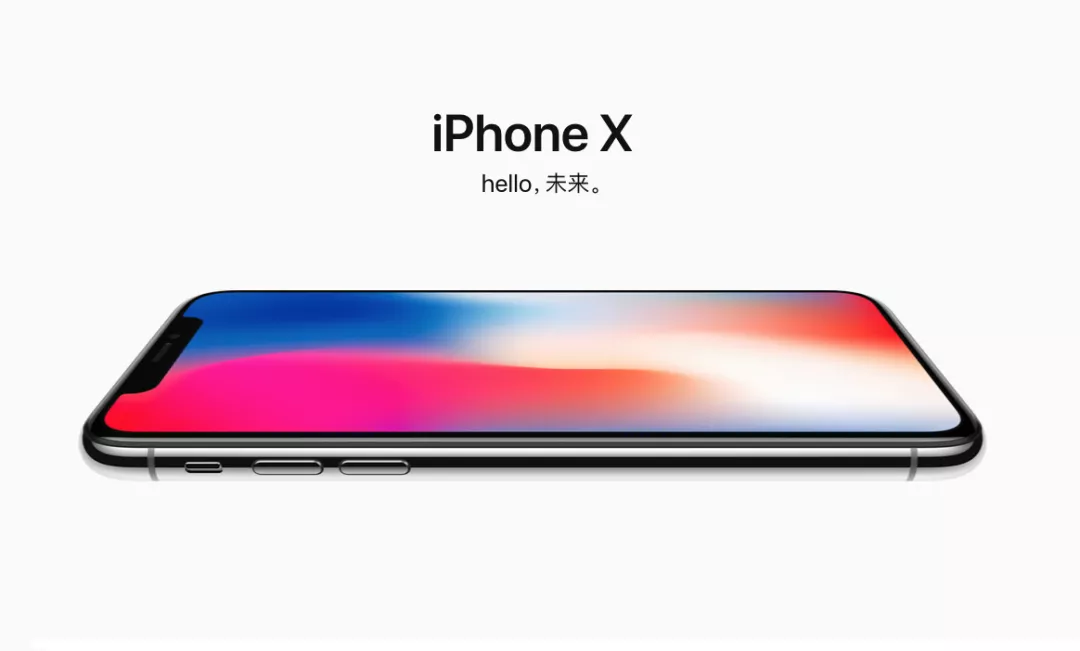 iPhone X
hello, 未来。